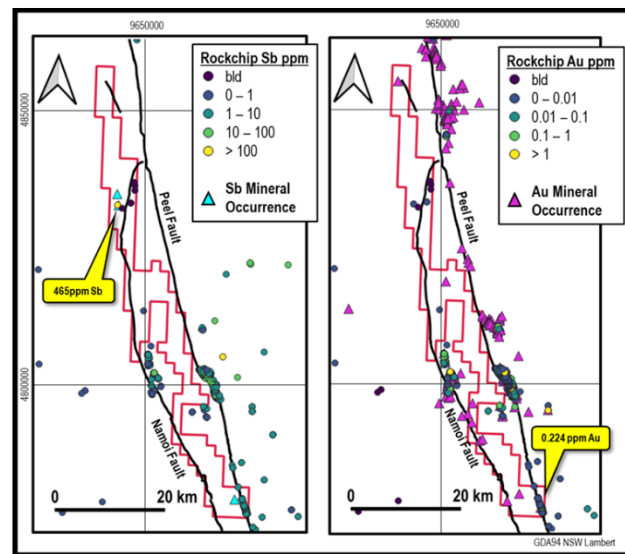 9650000
9650000
Rockchip Sb ppm
bld
0 – 1
1 – 10
10 – 100
> 100
Sb Mineral
Occurrence
4850000
Peel Fault
465ppm Sb
4800000
Namoi Fault
0
20 km
Rockchip Au ppm
bld
0 – 0.01
0.01 – 0.1
0.1 – 1
> 1
Au Mineral
Occurrence
4850000
Peel Fault
4800000
Namoi Fault
0.224 ppm Au
0
20 km
GDA94 NSW Lambert